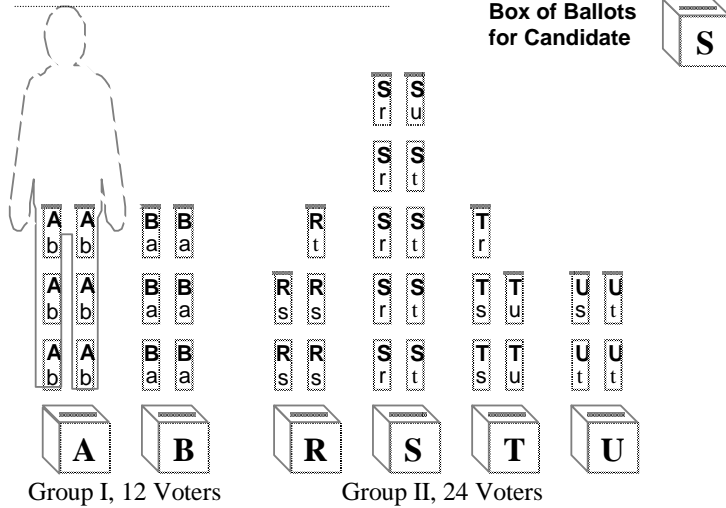 Box of Ballots
for Candidate S
S S
r u
S S
r t
A A B B R S S T
b b a a t r t r
A A B B R R S S T T U U
b b a a s s r t s u s t
A A B B R R S S T T U U
b b a a s s r t s u t t
A B R S T U
Group I, 12 Voters Group II, 24 Voters